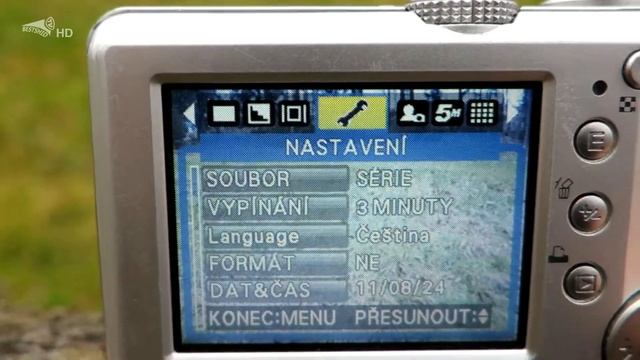 BESTSHED HD
5M
NASTAVENÍ
SOUBOR SÉRIE
VYPÍNÁNÍ 3 MINUTY
Language Čeština
FORMÁT NE
DAT&ČAS 11/08/24
KONEC:MENU PŘESUNOUT:
E